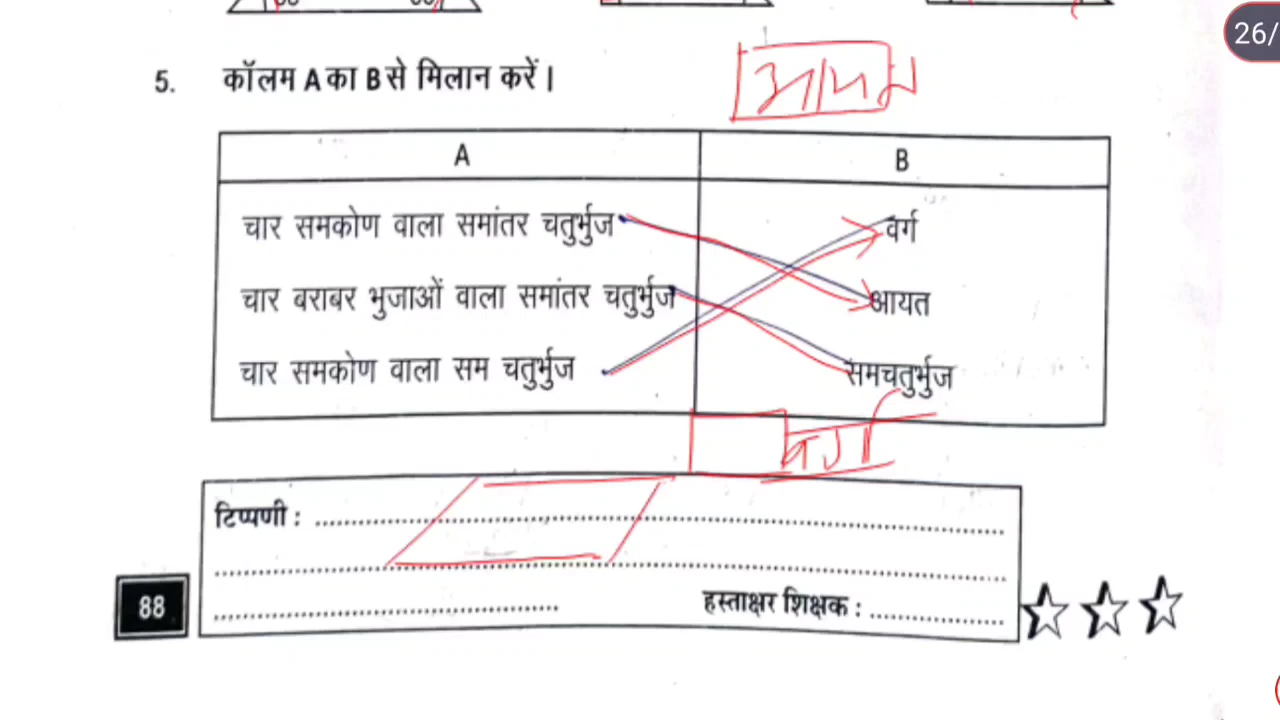 26/
5. कॉलम A का B से मिलान करें।
आयत
A B
चार समकोण वाला समांतर चतुर्भुज वर्ग
चार बराबर भुजाओं वाला समांतर चतुर्भुज आयत
चार समकोण वाला सम चतुर्भुज समचतुर्भुज
वर्ग
टिप्पणी :
88 हस्ताक्षर शिक्षक :